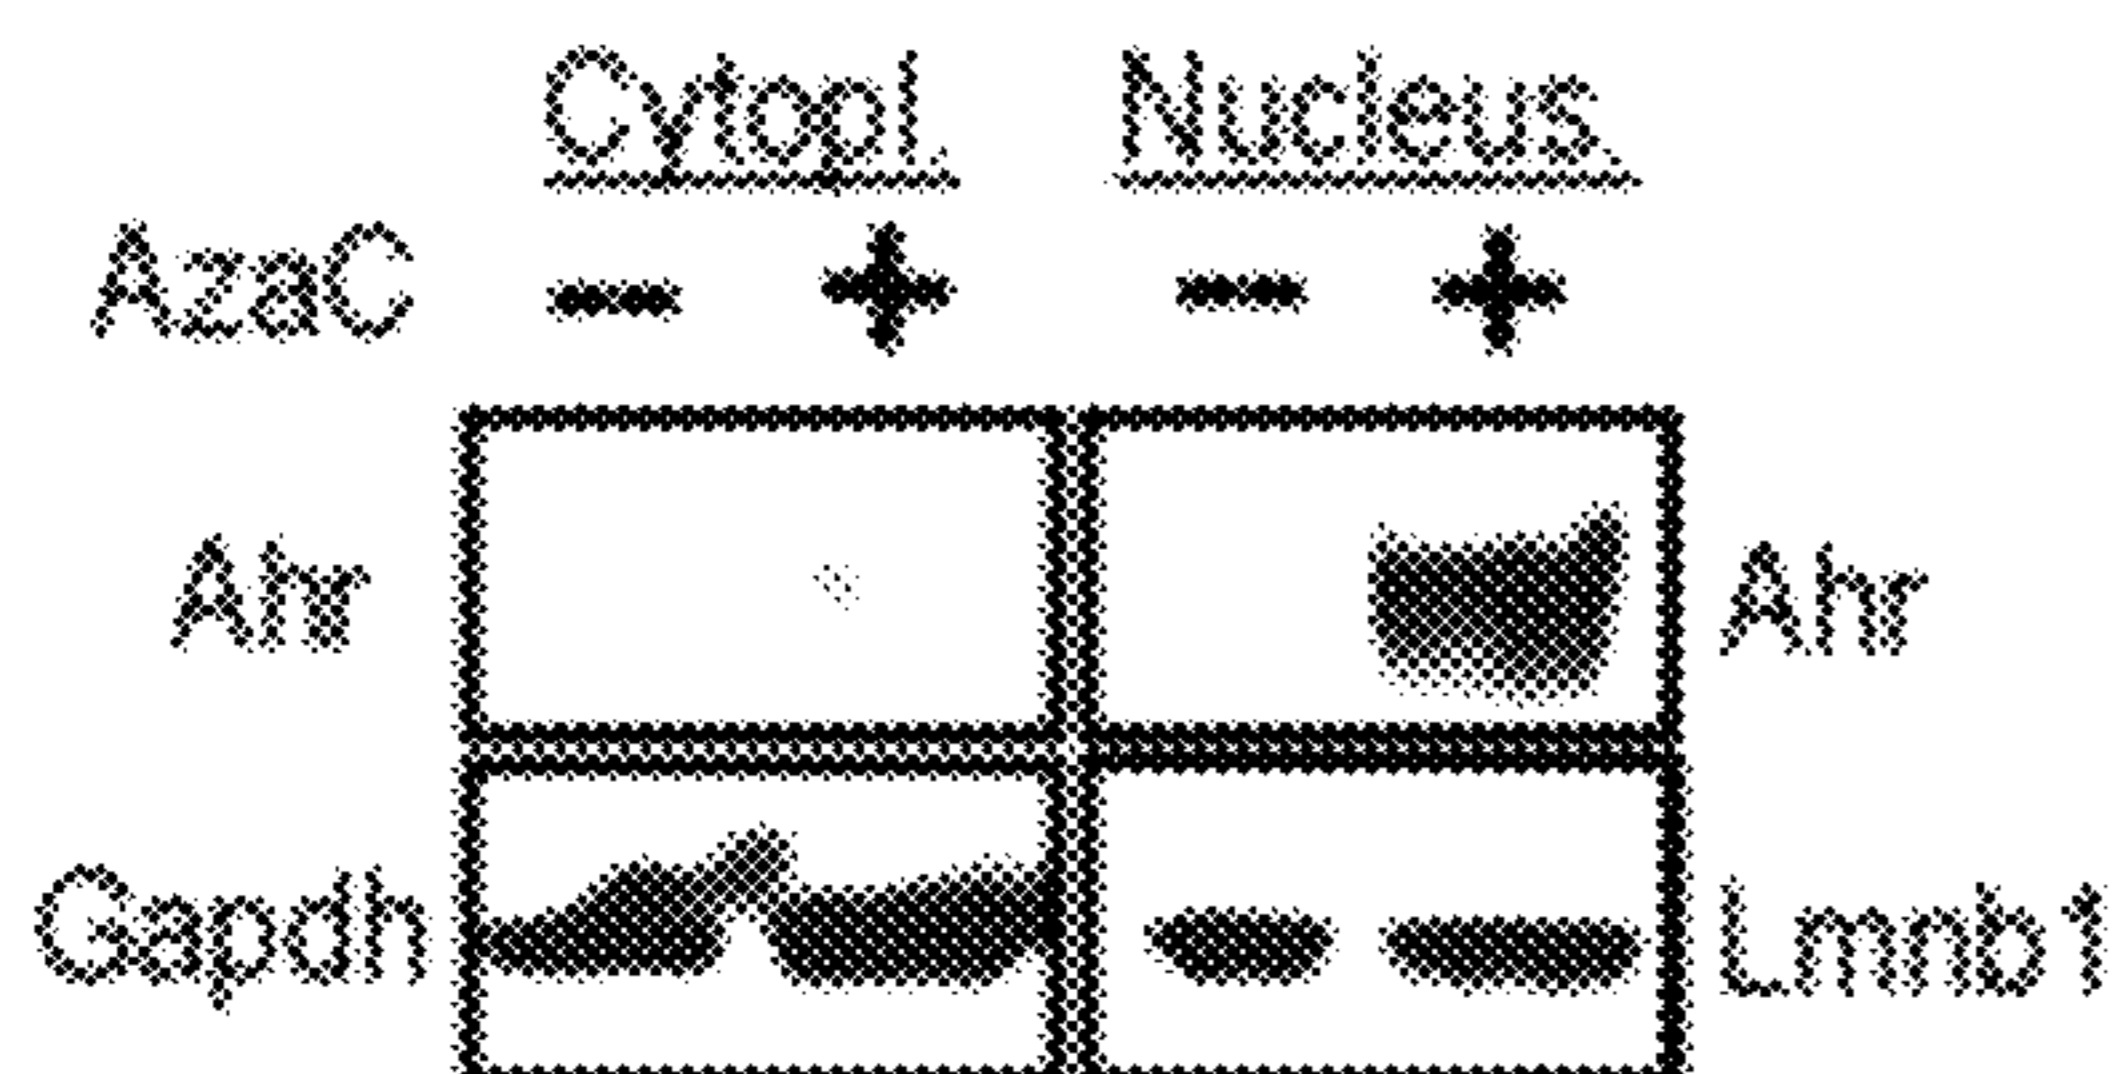 Cytopl. Nucleus
AzaC - + - +
Ahr Ahr
Gapdh Lmnb1